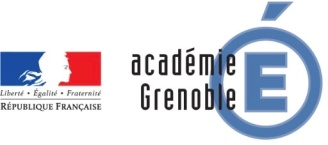 Liberté • Égalité • Fraternité
RÉPUBLIQUE FRANÇAISE
académie
Grenoble
É